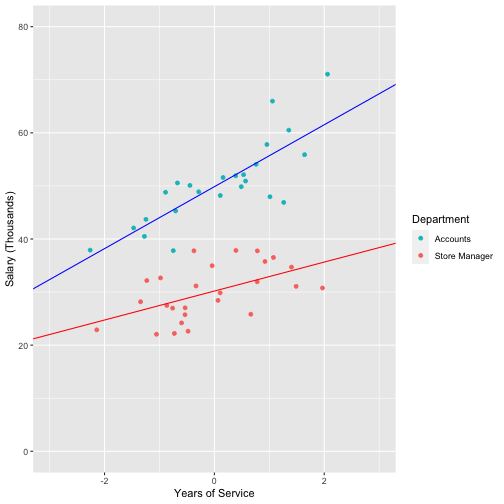 80
60
40
20
0
Salary (Thousands)
-2
0
2
Years of Service
Department
Accounts
Store Manager